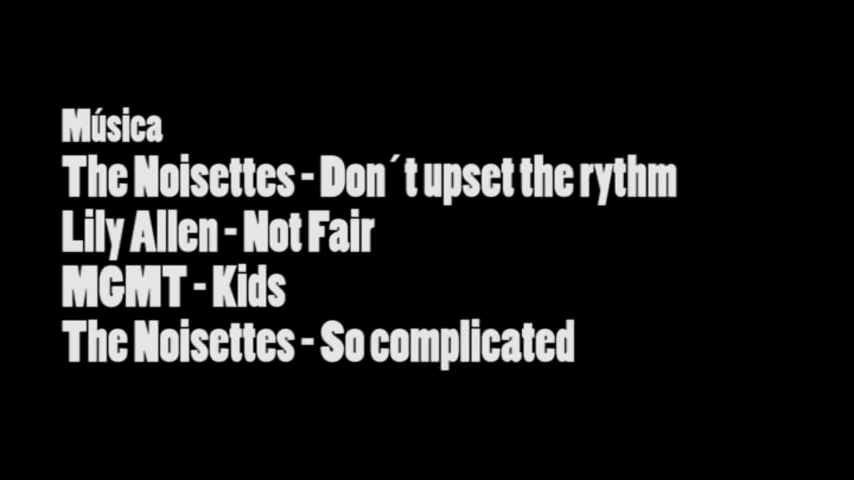 Música
The Noisettes - Don´t upset the rythm
Lily Allen - Not Fair
MGMT - Kids
The Noisettes - So complicated